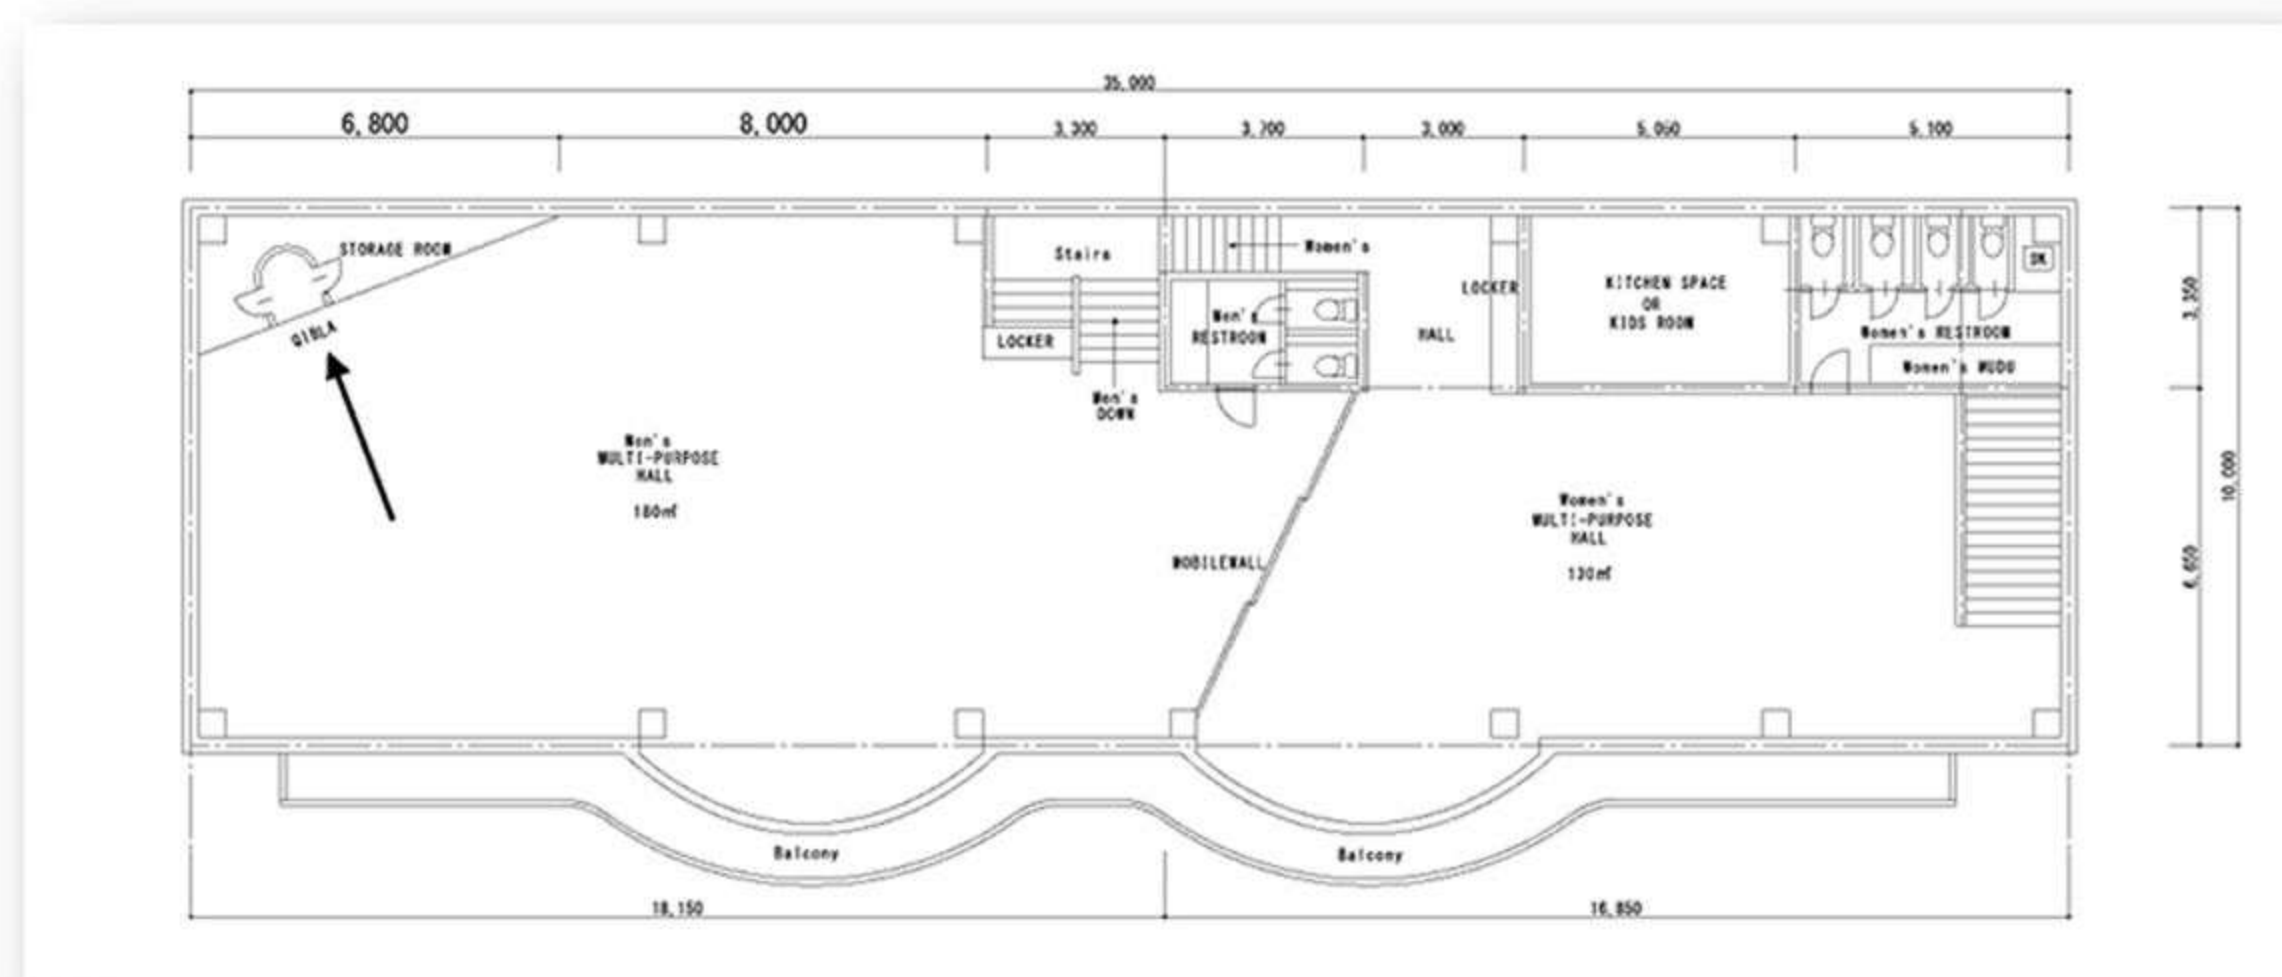 35,000
6,800
8,000
3,300
3,700
3,000
5,050
5,100
STORAGE ROOM
QIBLA
Stairs
LOCKER
Men's
DOWN
Women's
Men's
RESTROOM
LOCKER
HALL
KITCHEN SPACE
OR
KIDS ROOM
SK
Women's RESTROOM
Women's WUDU
3,350
10,000
6,650
Men's
MULTI-PURPOSE
HALL
180㎡
MOBILEWALL
Women's
MULTI-PURPOSE
HALL
130㎡
Balcony
Balcony
18,150
16,850